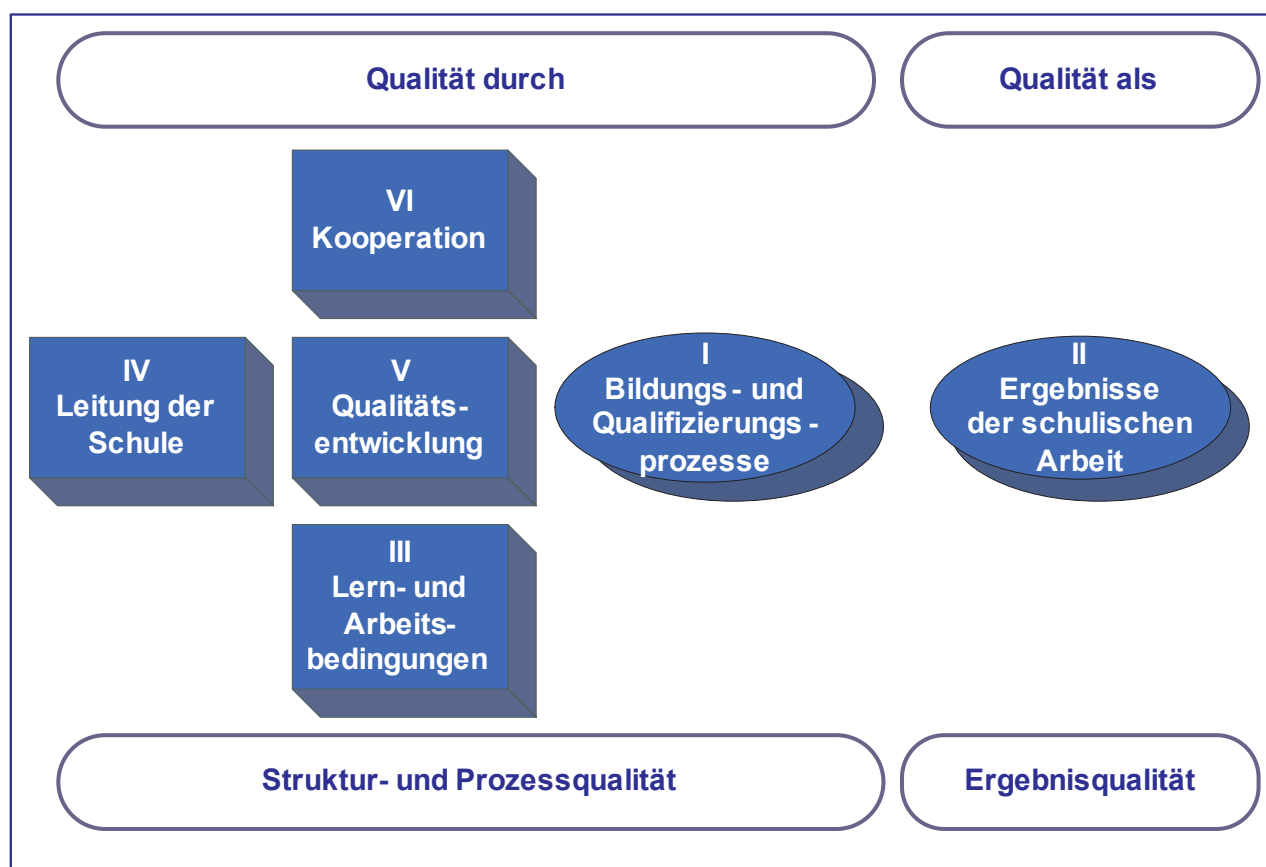 Qualität durch
Qualität als
VI
Kooperation
IV
Leitung der
Schule
V
Qualitäts-
entwicklung
I
Bildungs - und
Qualifizierungs -
prozesse
II
Ergebnisse
der schulischen
Arbeit
III
Lern- und
Arbeits-
bedingungen
Struktur- und Prozessqualität
Ergebnisqualität